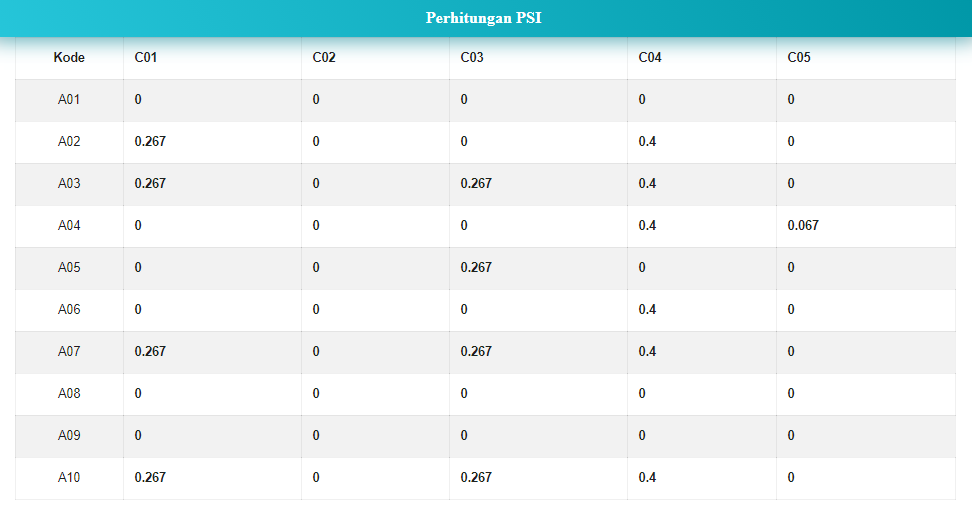 Perhitungan PSI
Kode C01 C02 C03 C04 C05
A01 0 0 0 0 0
A02 0.267 0 0 0.4 0
A03 0.267 0 0.267 0.4 0
A04 0 0 0 0.4 0.067
A05 0 0 0.267 0 0
A06 0 0 0 0.4 0
A07 0.267 0 0.267 0.4 0
A08 0 0 0 0 0
A09 0 0 0 0 0
A10 0.267 0 0.267 0.4 0